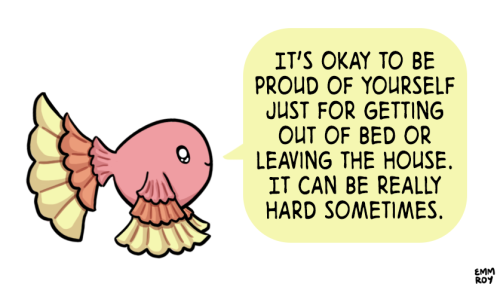 IT'S OKAY TO BE
PROUD OF YOURSELF
JUST FOR GETTING
OUT OF BED OR
LEAVING THE HOUSE.
IT CAN BE REALLY
HARD SOMETIMES.
EMM
ROY